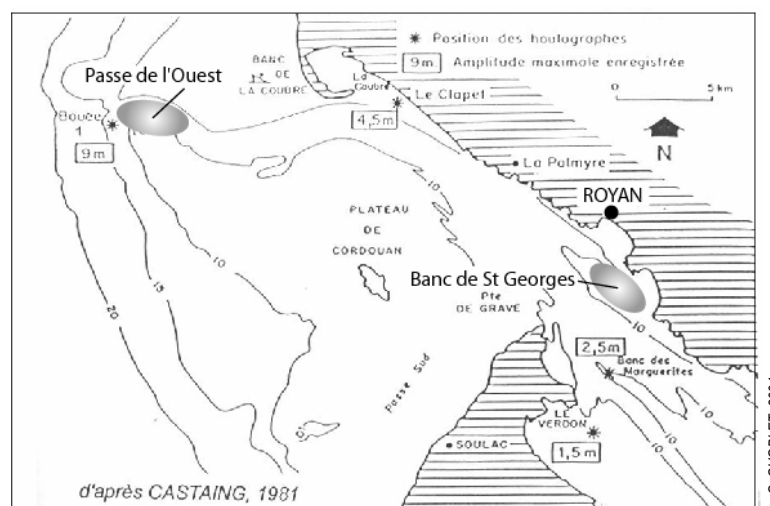 Position des houlographes
9m Amplitude maximale enregistrée
0 5 km
N
BANC
DE
LA COUBRE
La Coubre
Le Clapet
Passe de l'Ouest
Bouée
1
9m
4,5m
La Palmyre
ROYAN
PLATEAU
DE
CORDOUAN
10
10
Banc de St Georges
Pte
DE GRAVE
10
20
15
10
2,5m
Banc des
Marguerites
Passe Sud
LE
VERDON
1,5m
SOULAC
10
10
d'après CASTAING, 1981